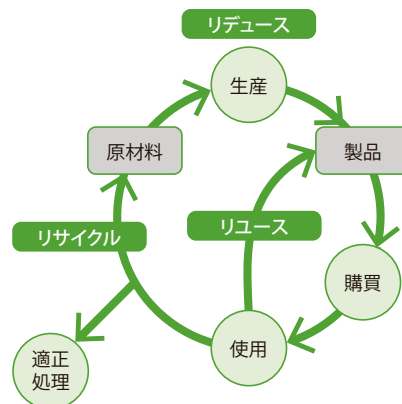 リデュース
生産
原材料
製品
リサイクル
リユース
購買
使用
適正
処理